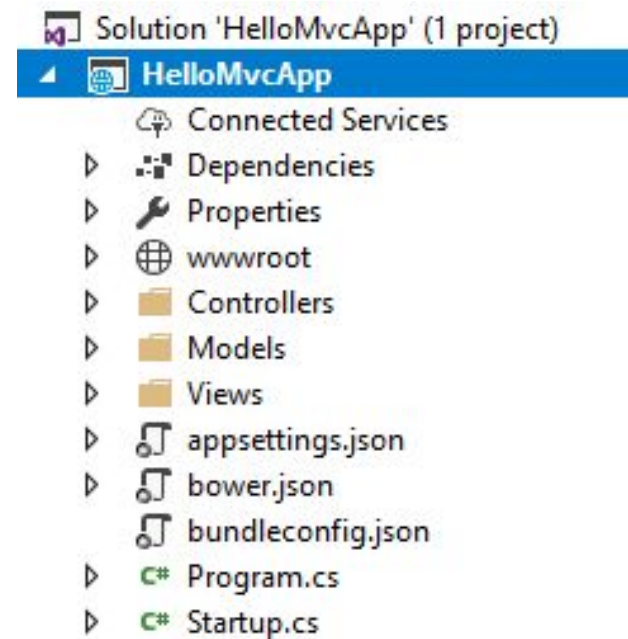 Solution 'HelloMvcApp' (1 project)
HelloMvcApp
Connected Services
Dependencies
Properties
wwwroot
Controllers
Models
Views
appsettings.json
bower.json
bundleconfig.json
C# Program.cs
C# Startup.cs